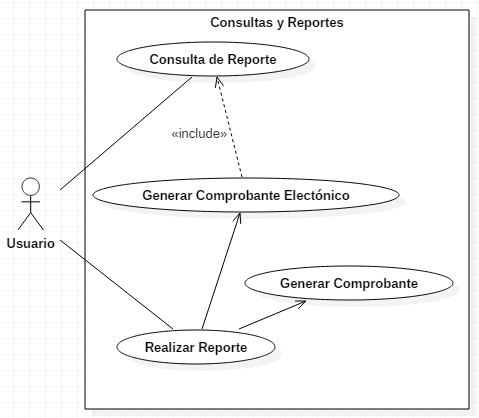 Consultas y Reportes
Consulta de Reporte
«include»
Generar Comprobante Electónico
Usuario
Generar Comprobante
Realizar Reporte